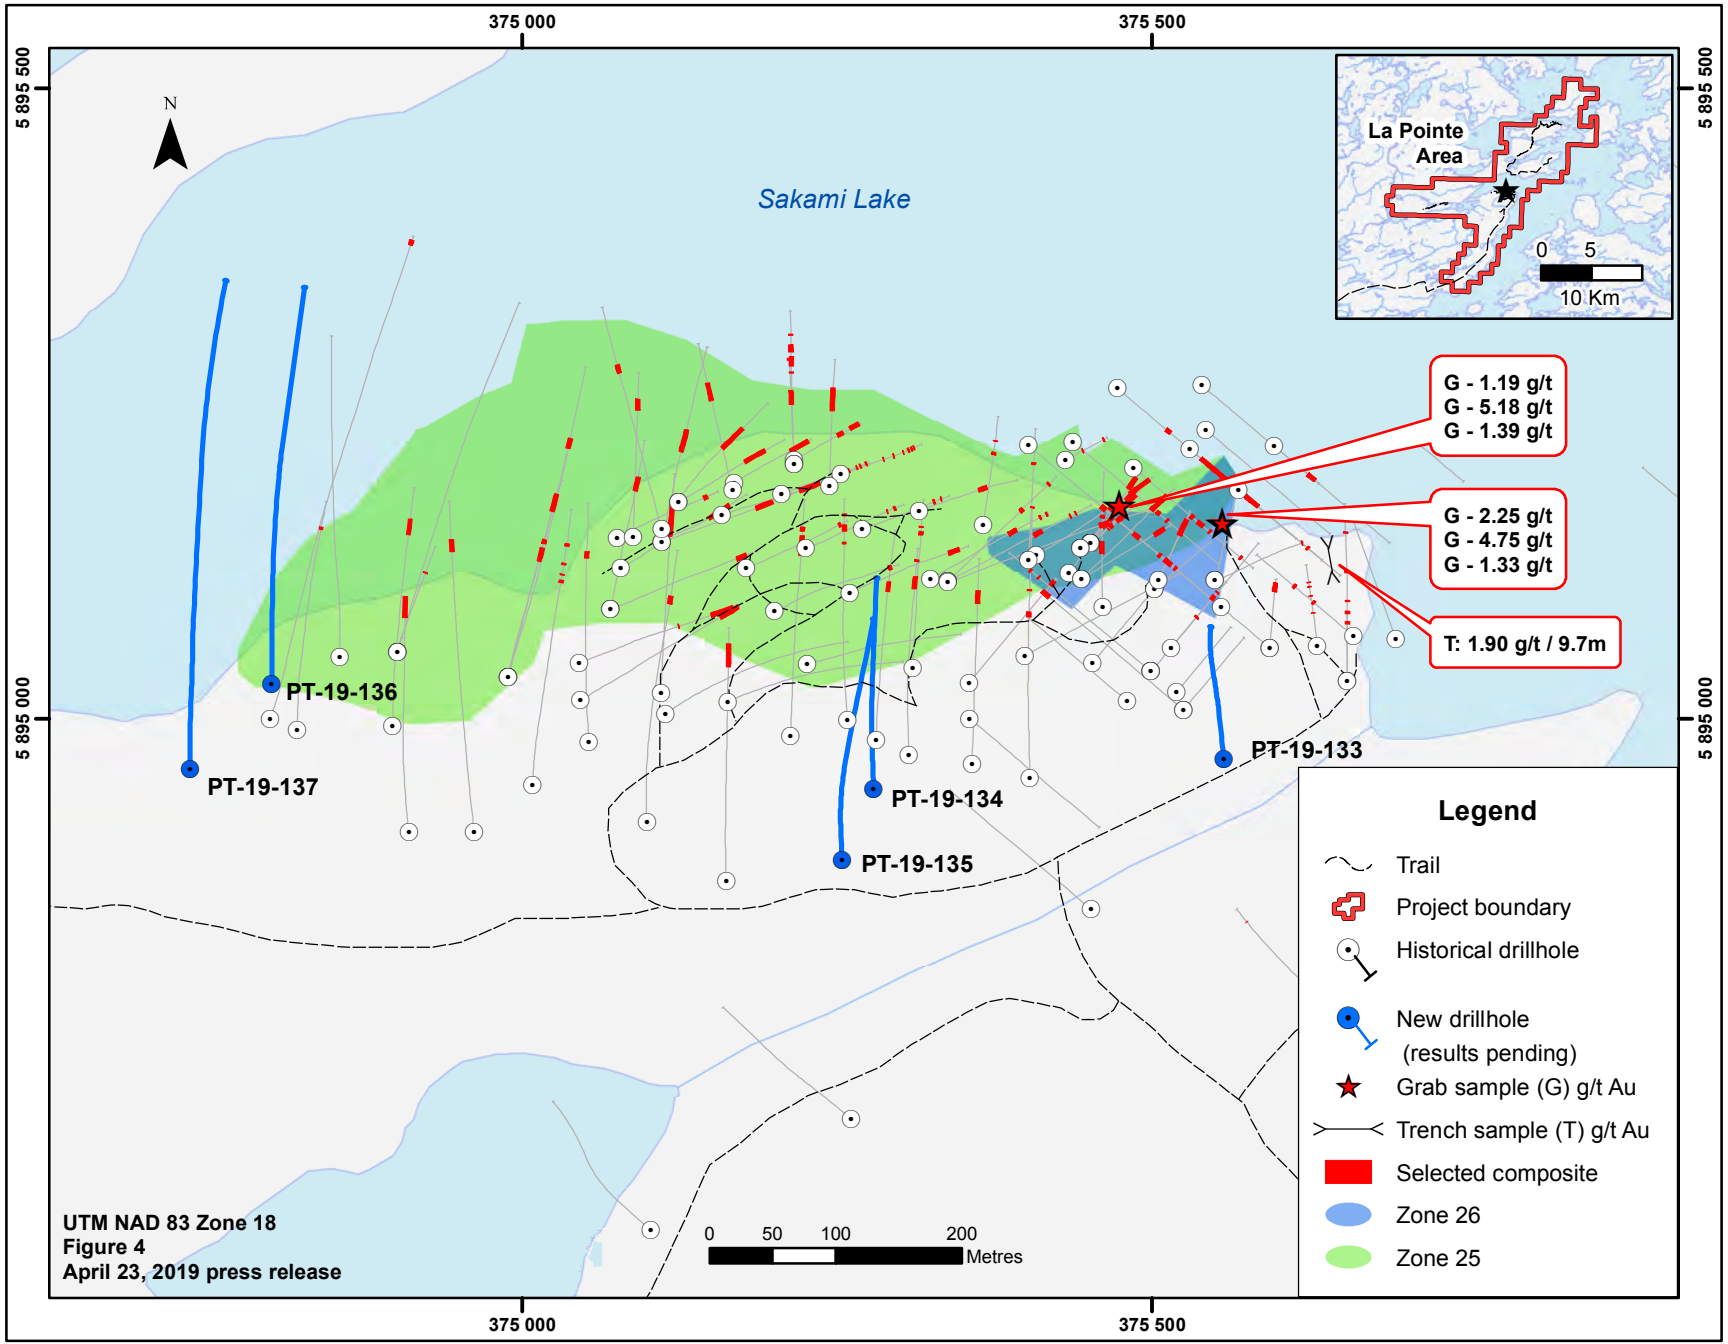 375 000
375 500
5 895 500
5 895 500
N
La Pointe
Area
0 5
10 Km
Sakami Lake
G - 1.19 g/t
G - 5.18 g/t
G - 1.39 g/t
G - 2.25 g/t
G - 4.75 g/t
G - 1.33 g/t
T: 1.90 g/t / 9.7m
PT-19-136
5 895 000
5 895 000
PT-19-133
PT-19-137
PT-19-134
PT-19-135
Legend
Trail
Project boundary
Historical drillhole
New drillhole
(results pending)
Grab sample (G) g/t Au
Trench sample (T) g/t Au
Selected composite
Zone 26
Zone 25
UTM NAD 83 Zone 18
Figure 4
April 23, 2019 press release
0 50 100 200
Metres
375 000
375 500